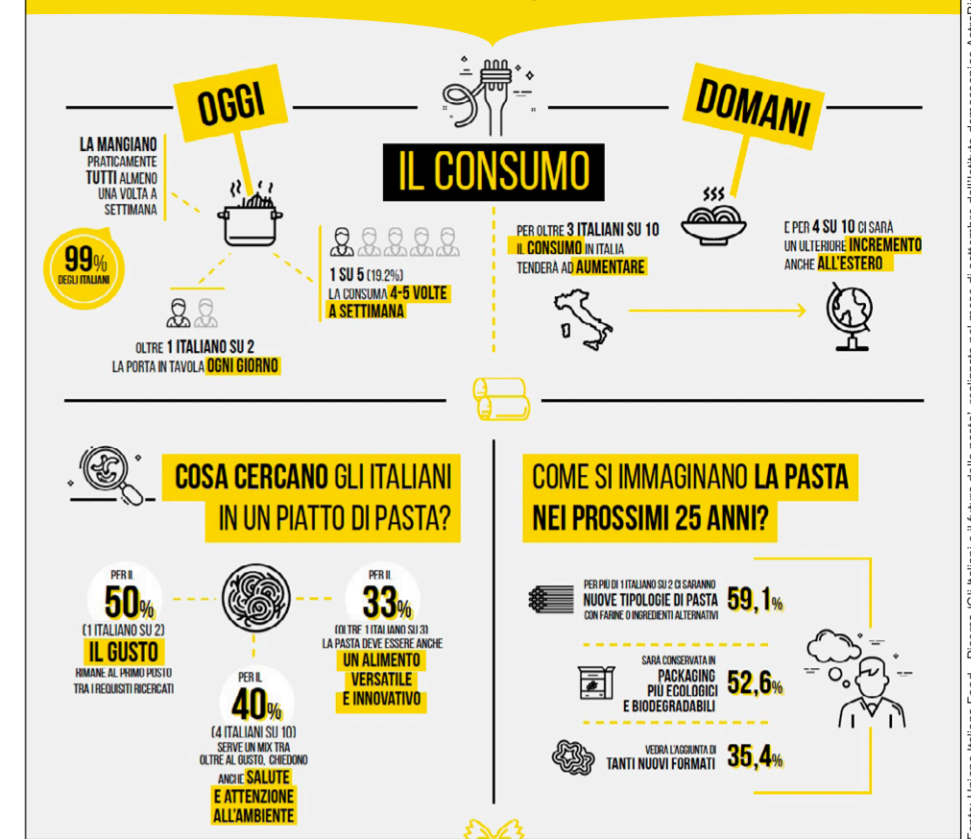 OGGI
LA MANGIANO
PRATICAMENTE
TUTTI ALMENO
UNA VOLTA A
SETTIMANA
99%
DEGLI ITALIANI
OLTRE 1 ITALIANO SU 2
LA PORTA IN TAVOLA OGNI GIORNO
1 SU 5 (19.2%)
LA CONSUMA 4-5 VOLTE
A SETTIMANA
IL CONSUMO
DOMANI
PER OLTRE 3 ITALIANI SU 10
IL CONSUMO IN ITALIA
TENDERÀ AD AUMENTARE
E PER 4 SU 10 CI SARÀ
UN ULTERIORE INCREMENTO
ANCHE ALL'ESTERO
COSA CERCANO GLI ITALIANI
IN UN PIATTO DI PASTA?
PER IL
50%
(1 ITALIANO SU 2)
IL GUSTO
RIMANE AL PRIMO POSTO
TRA I REQUISITI RICERCATI
PER IL
40%
(4 ITALIANI SU 10)
SERVE UN MIX TRA
OLTRE AL GUSTO, CHIEDONO
ANCHE SALUTE
E ATTENZIONE
ALL'AMBIENTE
PER IL
33%
(OLTRE 1 ITALIANO SU 3)
LA PASTA DEVE ESSERE ANCHE
UN ALIMENTO
VERSATILE
E INNOVATIVO
COME SI IMMAGINANO LA PASTA
NEI PROSSIMI 25 ANNI?
PER PIÙ DI 1 ITALIANO SU 2 CI SARANNO
NUOVE TIPOLOGIE DI PASTA
CON FARINE O INGREDIENTI ALTERNATIVI
59,1%
SARÀ CONSERVATA IN
PACKAGING
PIÙ ECOLOGICI
E BIODEGRADABILI
52,6%
VEDRÀ L'AGGIUNTA DI
TANTI NUOVI FORMATI
35,4%